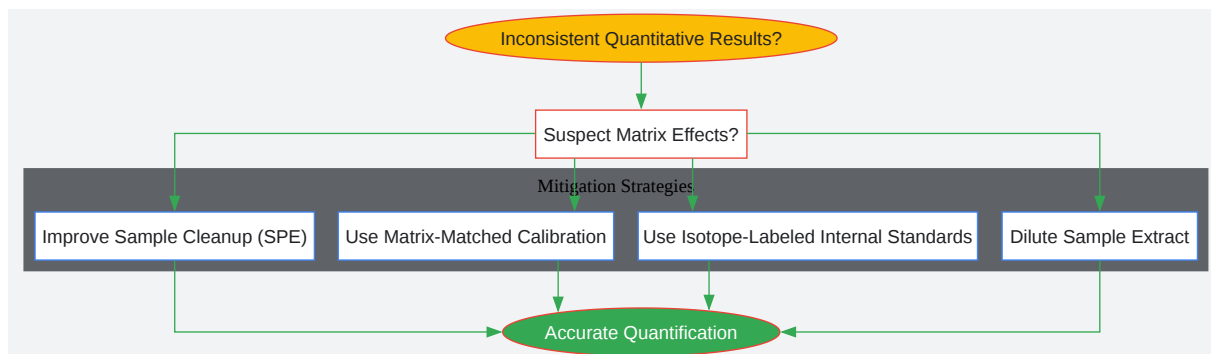 Inconsistent Quantitative Results?
Suspect Matrix Effects?
Mitigation Strategies
Improve Sample Cleanup (SPE)
Use Matrix-Matched Calibration
Use Isotope-Labeled Internal Standards
Dilute Sample Extract
Accurate Quantification